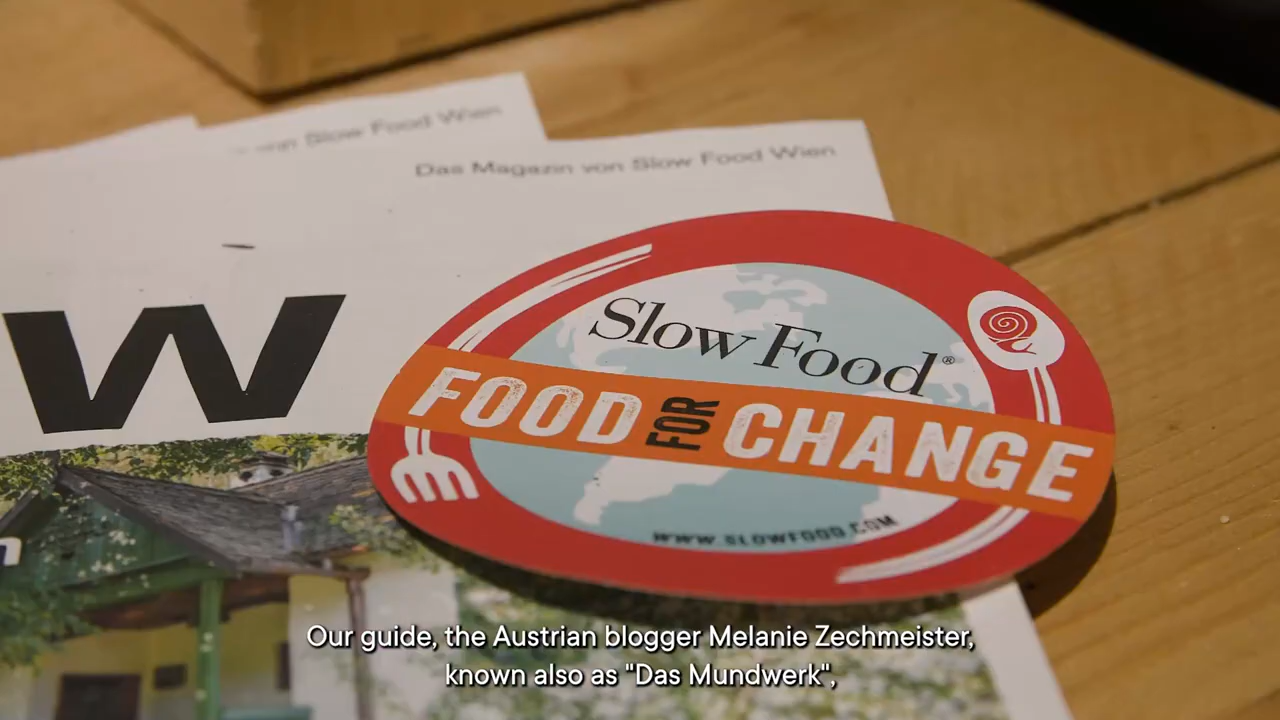 Slow Food Wien
Das Magazin von Slow Food Wien
w
Slow Food®
FOOD FOR CHANGE
WWW.SLOWFOOD.COM
Our guide, the Austrian blogger Melanie Zechmeister,
known also as "Das Mundwerk",